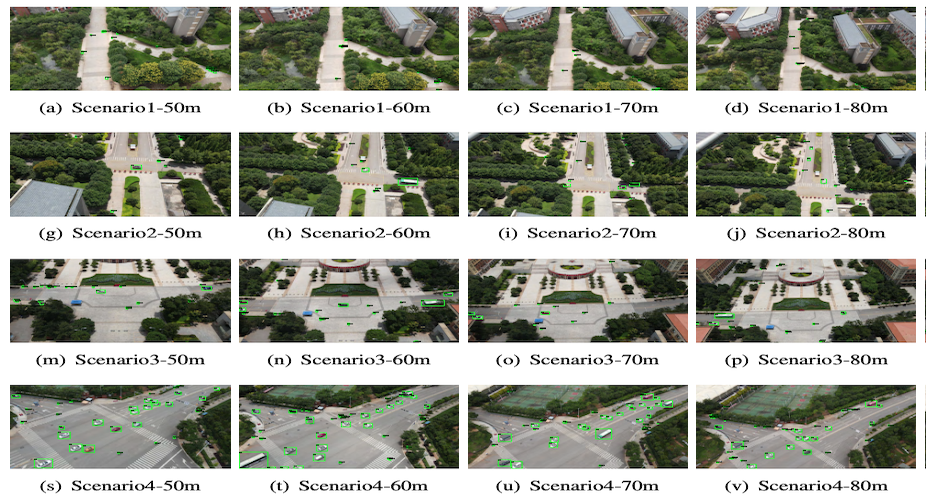 (a) Scenario1-50m (b) Scenario1-60m (c) Scenario1-70m (d) Scenario1-80m
(g) Scenario2-50m (h) Scenario2-60m (i) Scenario2-70m (j) Scenario2-80m
(m) Scenario3-50m (n) Scenario3-60m (o) Scenario3-70m (p) Scenario3-80m
(s) Scenario4-50m (t) Scenario4-60m (u) Scenario4-70m (v) Scenario4-80m